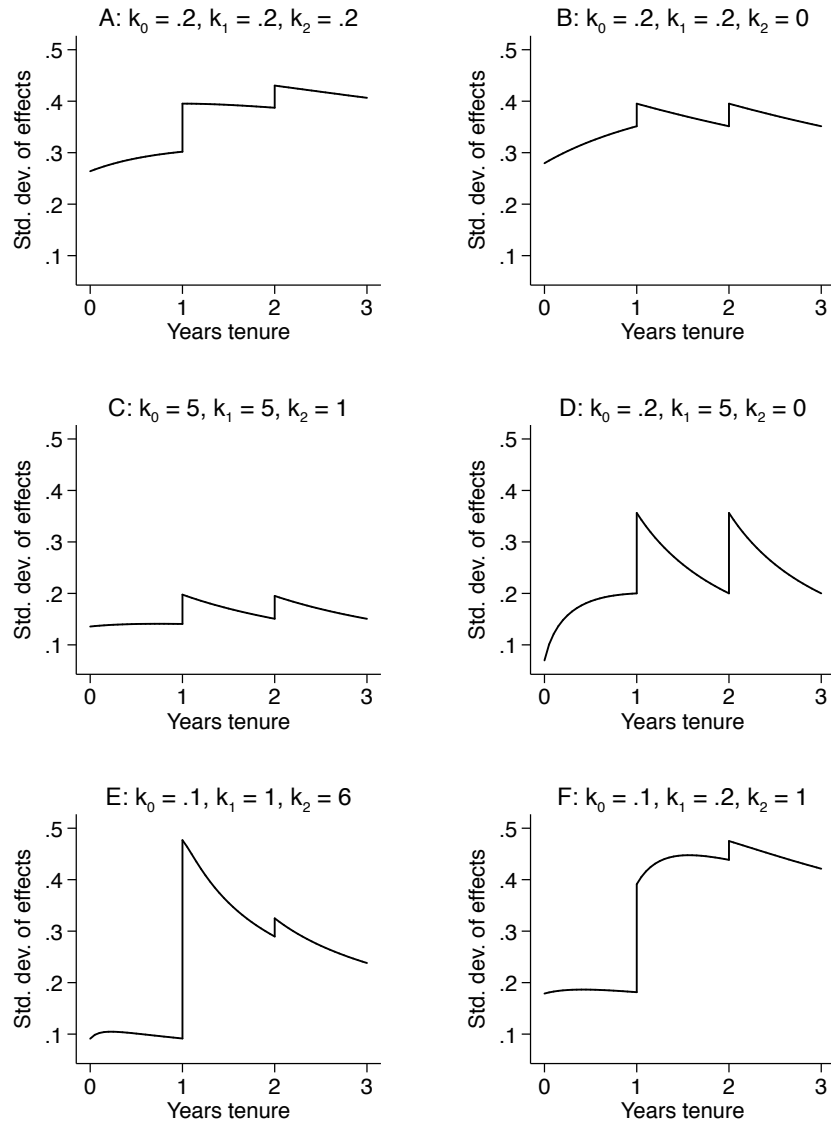 A: k₀ = .2, k₁ = .2, k₂ = .2
.5
.4
.3
.2
.1
Std. dev. of effects
0 1 2 3
Years tenure
B: k₀ = .2, k₁ = .2, k₂ = 0
.5
.4
.3
.2
.1
Std. dev. of effects
0 1 2 3
Years tenure
C: k₀ = 5, k₁ = 5, k₂ = 1
.5
.4
.3
.2
.1
Std. dev. of effects
0 1 2 3
Years tenure
D: k₀ = .2, k₁ = 5, k₂ = 0
.5
.4
.3
.2
.1
Std. dev. of effects
0 1 2 3
Years tenure
E: k₀ = .1, k₁ = 1, k₂ = 6
.5
.4
.3
.2
.1
Std. dev. of effects
0 1 2 3
Years tenure
F: k₀ = .1, k₁ = .2, k₂ = 1
.5
.4
.3
.2
.1
Std. dev. of effects
0 1 2 3
Years tenure